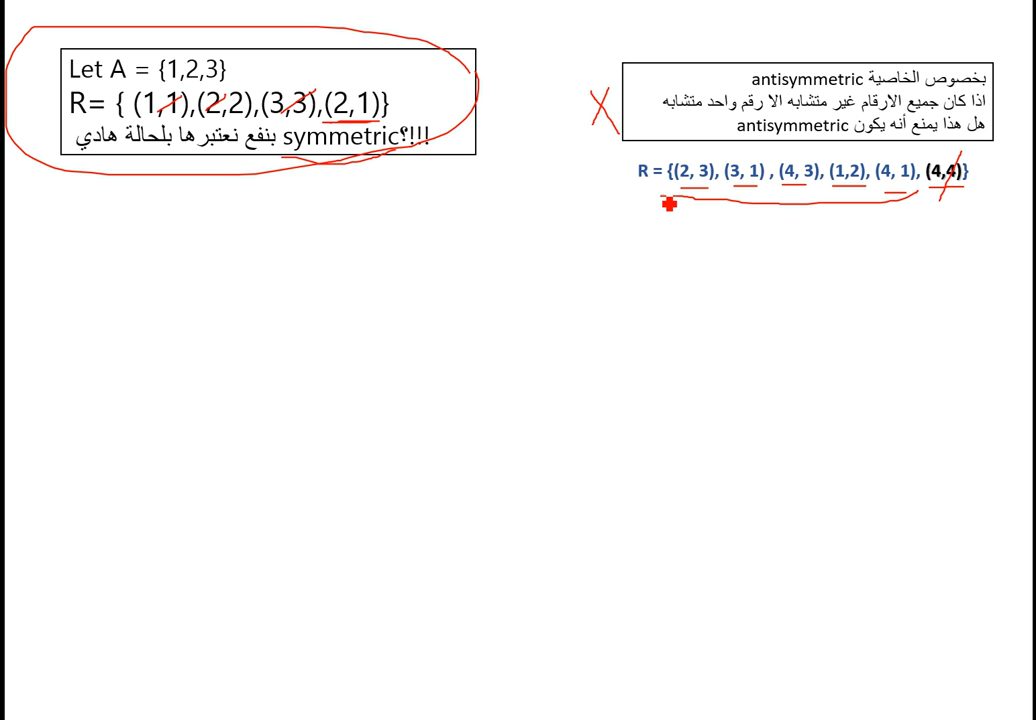 Let A = {1,2,3}
R= { (1,1),(2,2),(3,3),(2,1)}
بنفع نعتبرها بلحالة هادي symmetric؟!!!
بخصوص الخاصية antisymmetric
اذا كان جميع الارقام غير متشابه الا رقم واحد متشابه
هل هذا يمنع أنه يكون antisymmetric
R = {(2, 3), (3, 1) , (4, 3), (1,2), (4, 1), (4,4)}